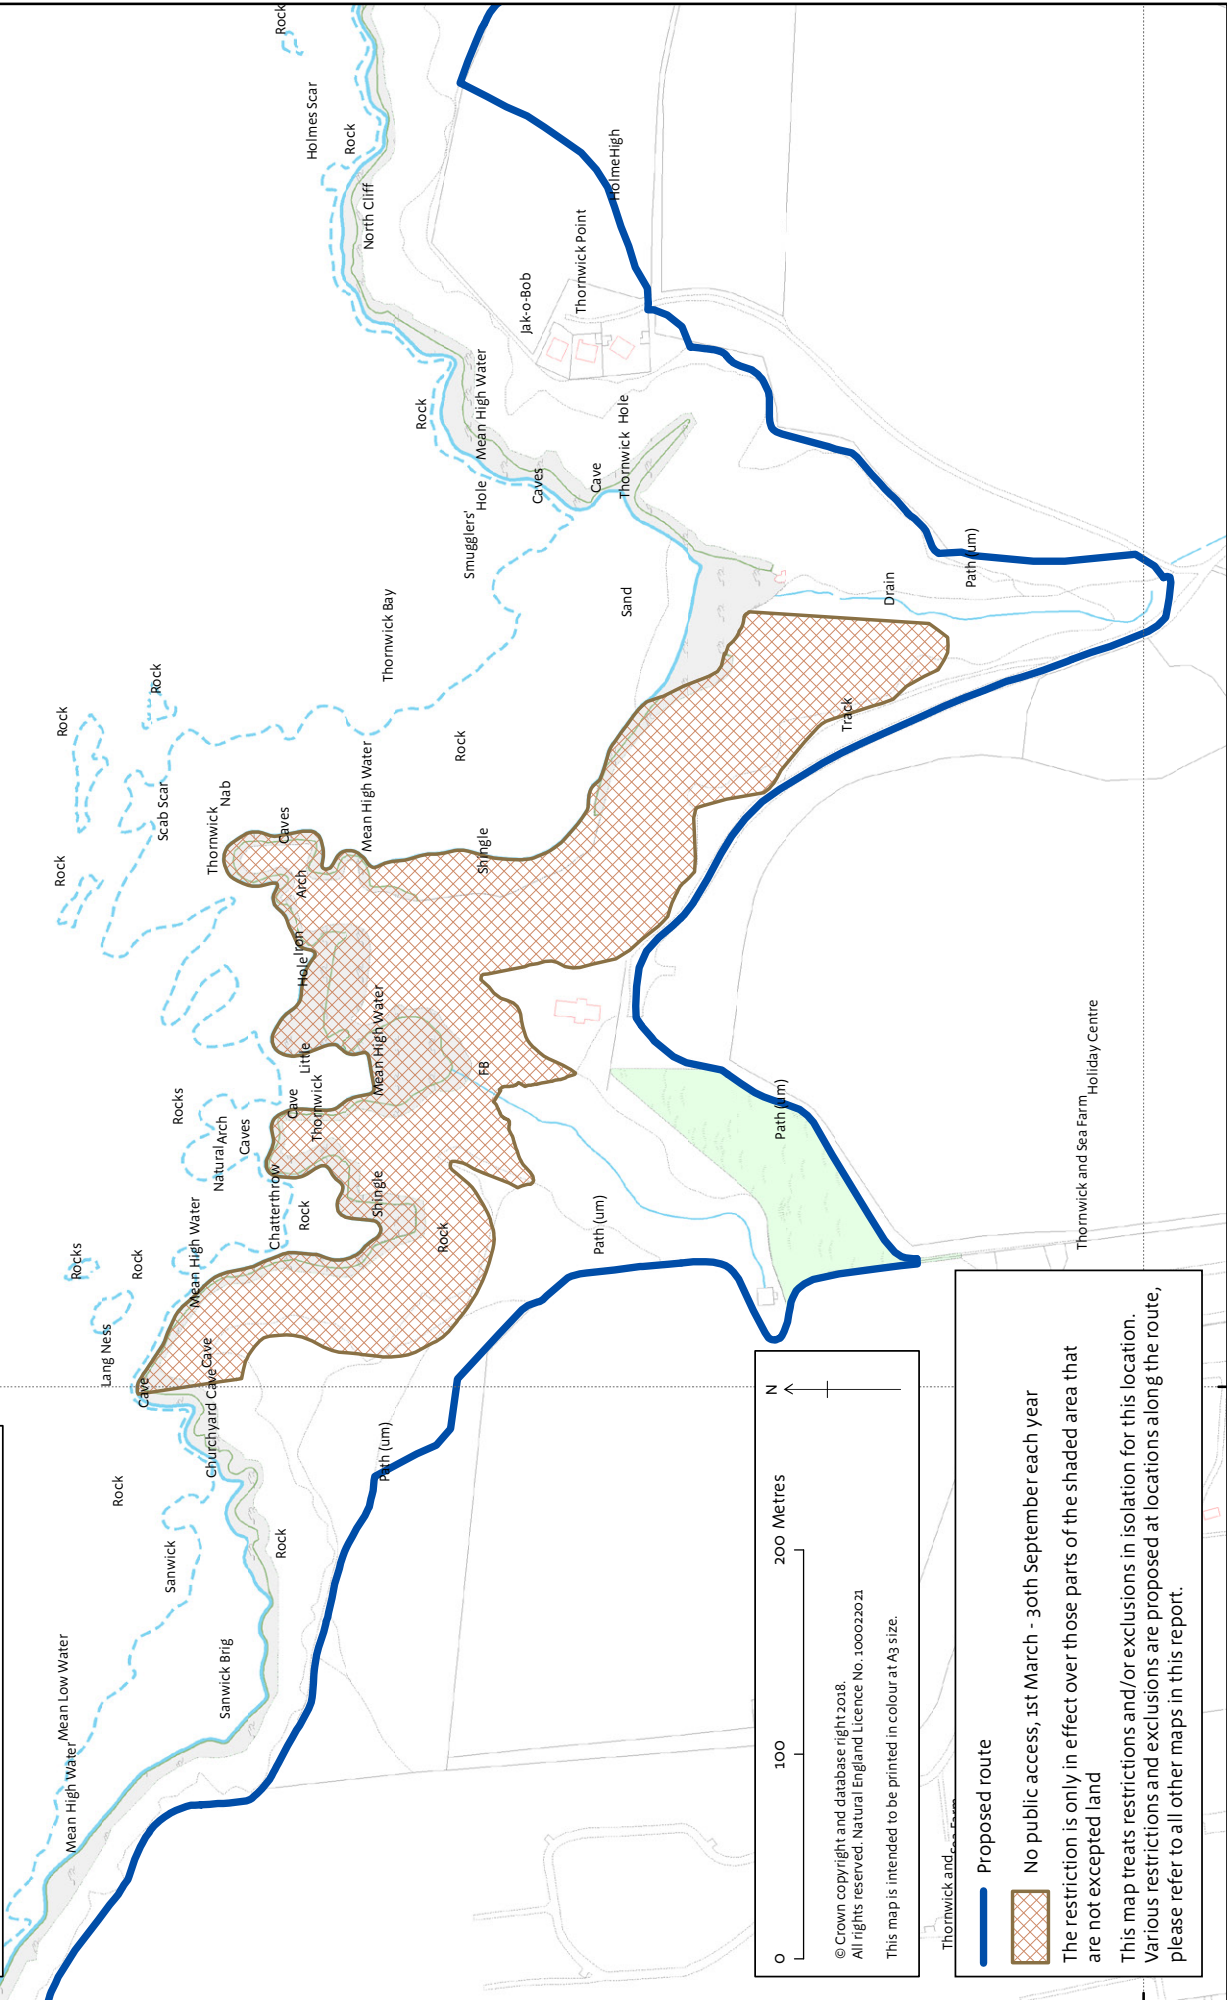 Mean Low Water
Mean High Water
Sanwick Brig
Sanwick
Rock
Rock
Churchyard Cave
Cave
Cave
Lang Ness
Rocks
Rock
Mean High Water
Chatterthrow
Rock
Natural
Arch
Caves
Rocks
Cave
Thornwick
Little
Shingle
Rock
Mean High Water
FB
Hole
Iron
Arch
Thornwick
Nab
Caves
Scab Scar
Rock
Rock
Rock
Mean High Water
Shingle
Rock
Thornwick Bay
Sand
Smugglers'
Hole
Caves
Cave
Thornwick Hole
Rock
Mean High Water
Jak-o-Bob
Thornwick Point
North Cliff
Holmes Scar
Rock
Rock
Holme
High
Path (um)
Path (um)
Path (um)
Path (um)
Track
Drain
Thornwick and Sea Farm
Holiday Centre
Thornwick and
N
0 100 200 Metres
© Crown copyright and database right 2018.
All rights reserved. Natural England Licence No. 100022021
This map is intended to be printed in colour at A3 size.
Proposed route
No public access, 1st March - 30th September each year
The restriction is only in effect over those parts of the shaded area that
are not excepted land
This map treats restrictions and/or exclusions in isolation for this location.
Various restrictions and exclusions are proposed at locations along the route,
please refer to all other maps in this report.